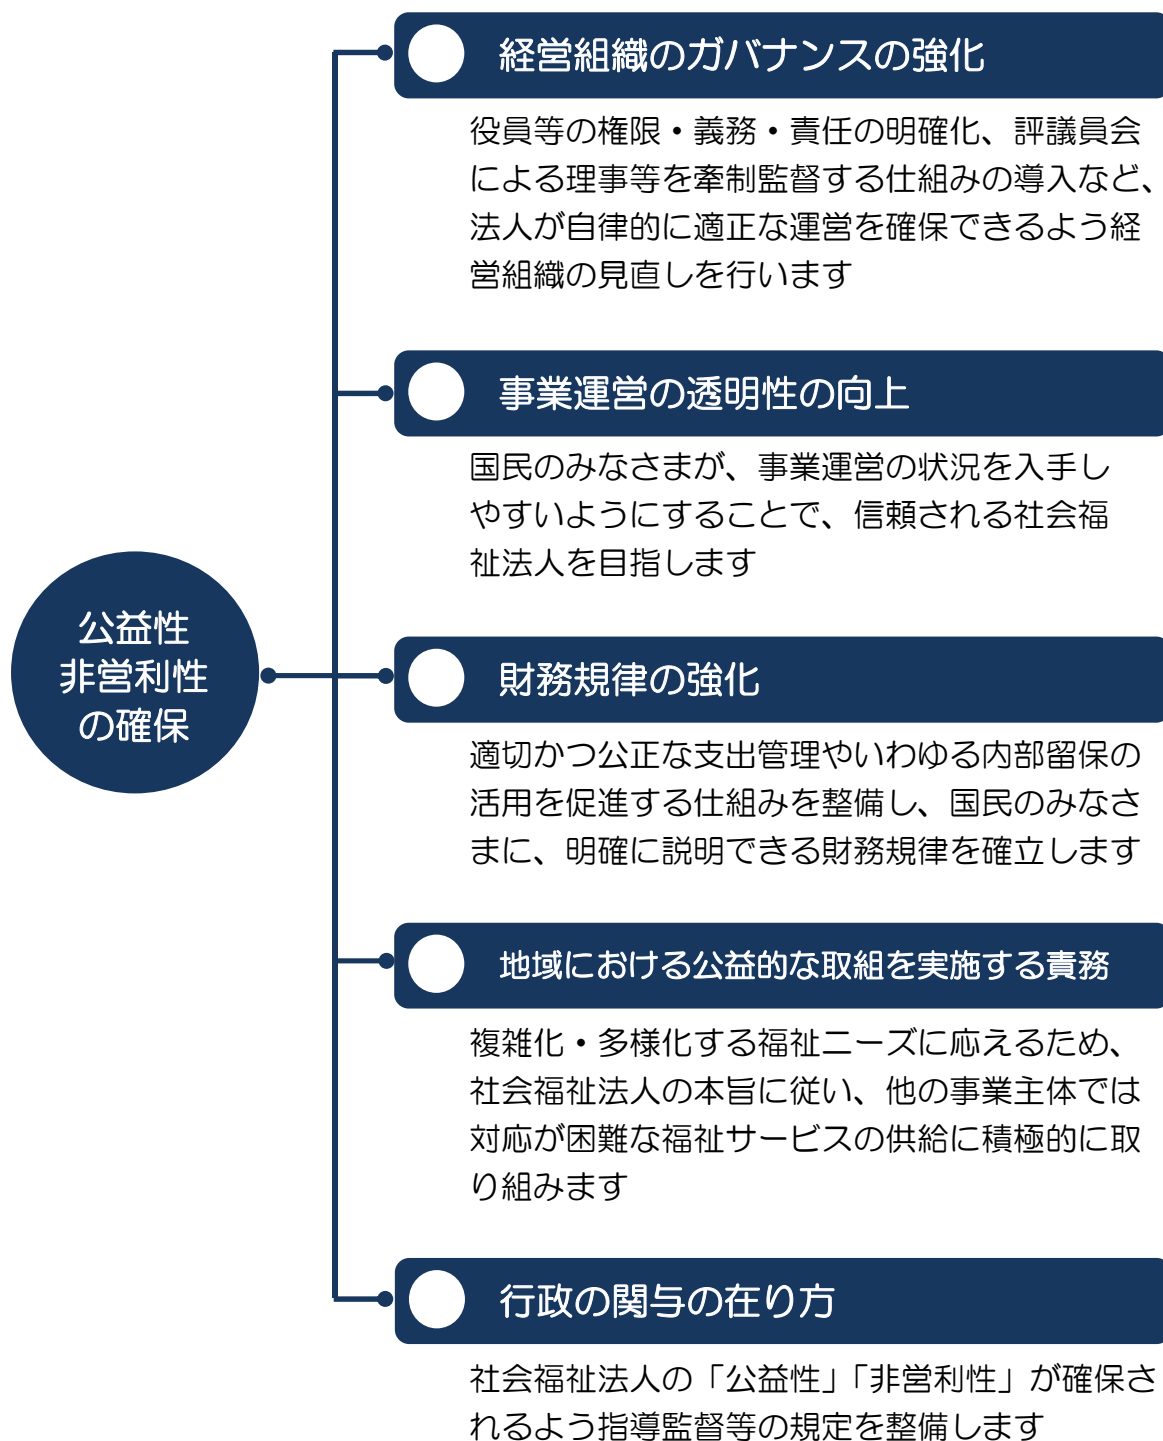 経営組織のガバナンスの強化
役員等の権限・義務・責任の明確化、評議員会
による理事等を牽制監督する仕組みの導入など、
法人が自律的に適正な運営を確保できるよう経
営組織の見直しを行います
事業運営の透明性の向上
国民のみなさまが、事業運営の状況を入手し
やすいようにすることで、信頼される社会福
祉法人を目指します
公益性
非営利性
の確保
財務規律の強化
適切かつ公正な支出管理やいわゆる内部留保の
活用を促進する仕組みを整備し、国民のみなさ
まに、明確に説明できる財務規律を確立します
地域における公益的な取組を実施する責務
複雑化・多様化する福祉ニーズに応えるため、
社会福祉法人の本旨に従い、他の事業主体では
対応が困難な福祉サービスの供給に積極的に取
り組みます
行政の関与の在り方
社会福祉法人の「公益性」「非営利性」が確保さ
れるよう指導監督等の規定を整備します